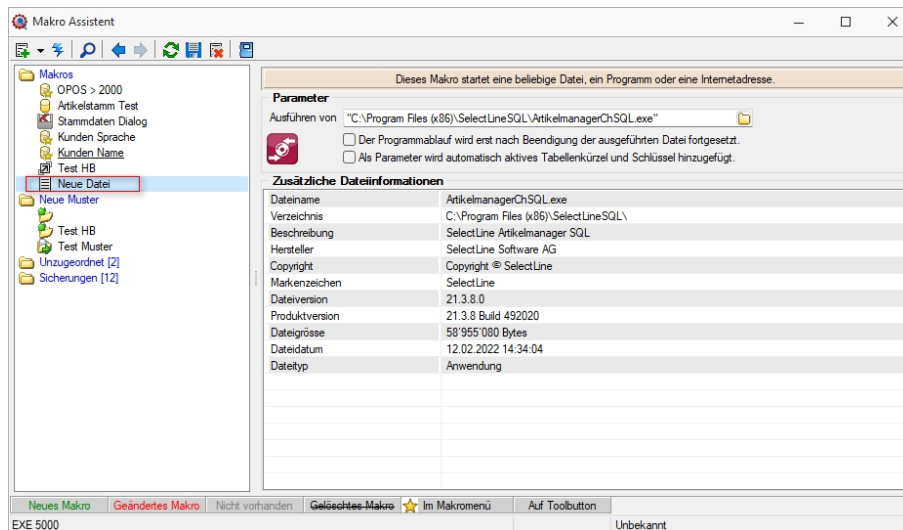 Makro Assistent
Makros
OPOS > 2000
Artikelstamm Test
Stammdaten Dialog
Kunden Sprache
Kunden Name
Test HB
Neue Datei
Neue Muster
Test HB
Test Muster
Unzugeordnet [2]
Sicherungen [12]
Dieses Makro startet eine beliebige Datei, ein Programm oder eine Internetadresse.
Parameter
Ausführen von "C:\Program Files (x86)\SelectLineSQL\ArtikelmanagerChSQL.exe"
Der Programmablauf wird erst nach Beendigung der ausgeführten Datei fortgesetzt.
Als Parameter wird automatisch aktives Tabellenkürzel und Schlüssel hinzugefügt.
Zusätzliche Dateiinformationen
Dateiname ArtikelmanagerChSQL.exe
Verzeichnis C:\Program Files (x86)\SelectLineSQL\
Beschreibung SelectLine Artikelmanager SQL
Hersteller SelectLine Software AG
Copyright Copyright © SelectLine
Markenzeichen SelectLine
Dateiversion 21.3.8.0
Produktversion 21.3.8 Build 492020
Dateigrösse 58'955'080 Bytes
Dateidatum 12.02.2022 14:34:04
Dateityp Anwendung
Neues Makro Geändertes Makro Nicht vorhanden Gelöschtes Makro Im Makromenü Auf Toolbutton
EXE 5000 Unbekannt